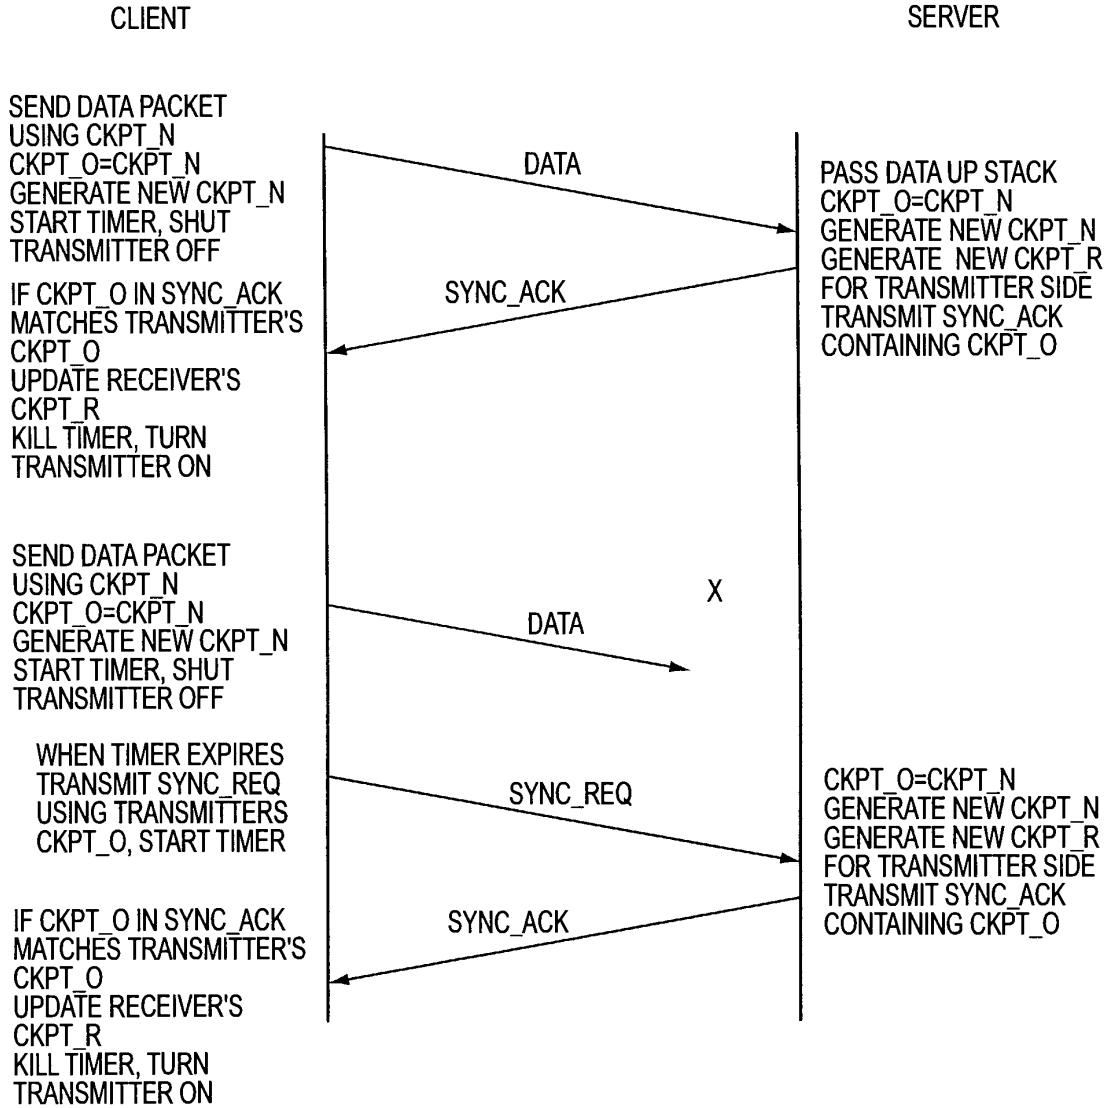 CLIENT
SERVER
SEND DATA PACKET
USING CKPT_N
CKPT_O=CKPT_N
GENERATE NEW CKPT_N
START TIMER, SHUT
TRANSMITTER OFF
DATA
PASS DATA UP STACK
CKPT_O=CKPT_N
GENERATE NEW CKPT_N
GENERATE NEW CKPT_R
FOR TRANSMITTER SIDE
TRANSMIT SYNC_ACK
CONTAINING CKPT_O
SYNC_ACK
IF CKPT_O IN SYNC_ACK
MATCHES TRANSMITTER'S
CKPT_O
UPDATE RECEIVER'S
CKPT_R
KILL TIMER, TURN
TRANSMITTER ON
SEND DATA PACKET
USING CKPT_N
CKPT_O=CKPT_N
GENERATE NEW CKPT_N
START TIMER, SHUT
TRANSMITTER OFF
DATA
X
WHEN TIMER EXPIRES
TRANSMIT SYNC_REQ
USING TRANSMITTERS
CKPT_O, START TIMER
SYNC_REQ
CKPT_O=CKPT_N
GENERATE NEW CKPT_N
GENERATE NEW CKPT_R
FOR TRANSMITTER SIDE
TRANSMIT SYNC_ACK
CONTAINING CKPT_O
SYNC_ACK
IF CKPT_O IN SYNC_ACK
MATCHES TRANSMITTER'S
CKPT_O
UPDATE RECEIVER'S
CKPT_R
KILL TIMER, TURN
TRANSMITTER ON